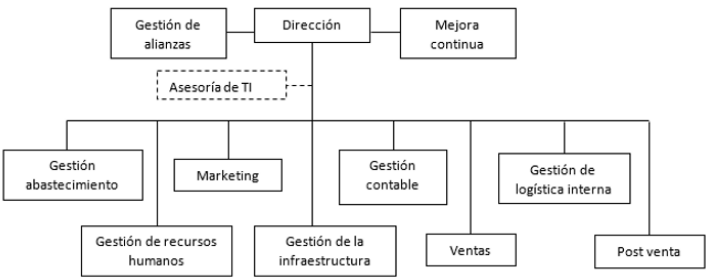 Gestión de
alianzas
Dirección
Mejora
continua
Asesoría de TI
Gestión
abastecimiento
Marketing
Gestión
contable
Gestión de
logística interna
Gestión de recursos
humanos
Gestión de la
infraestructura
Ventas
Post venta